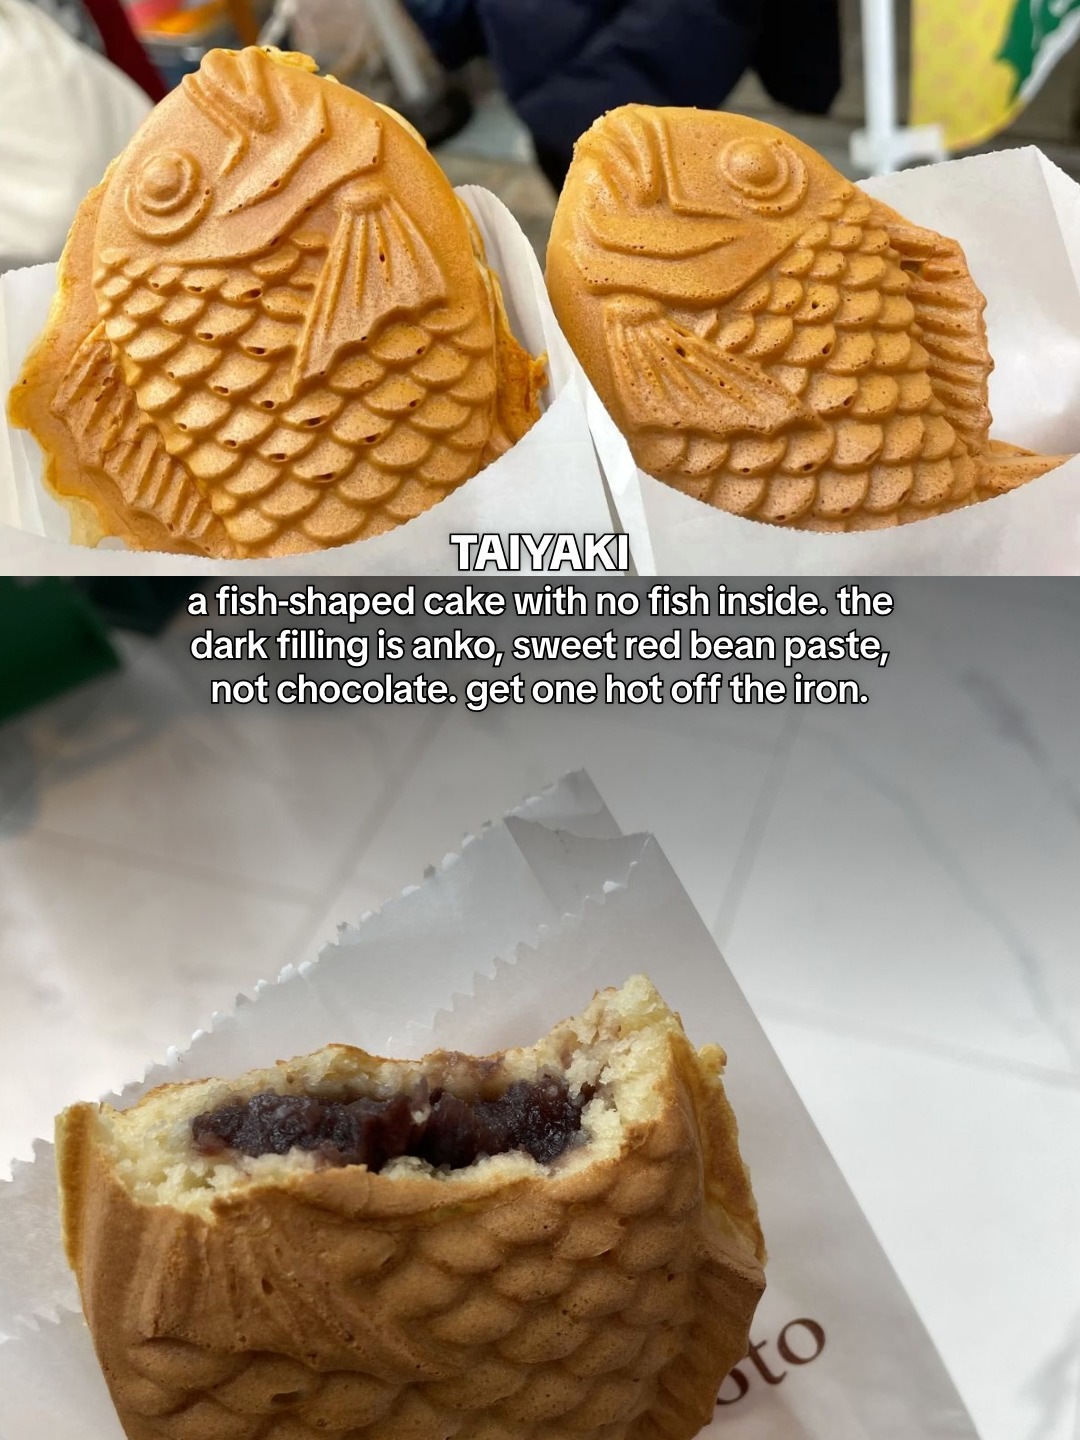 TAIYAKI
a fish-shaped cake with no fish inside. the
dark filling is anko, sweet red bean paste,
not chocolate. get one hot off the iron.